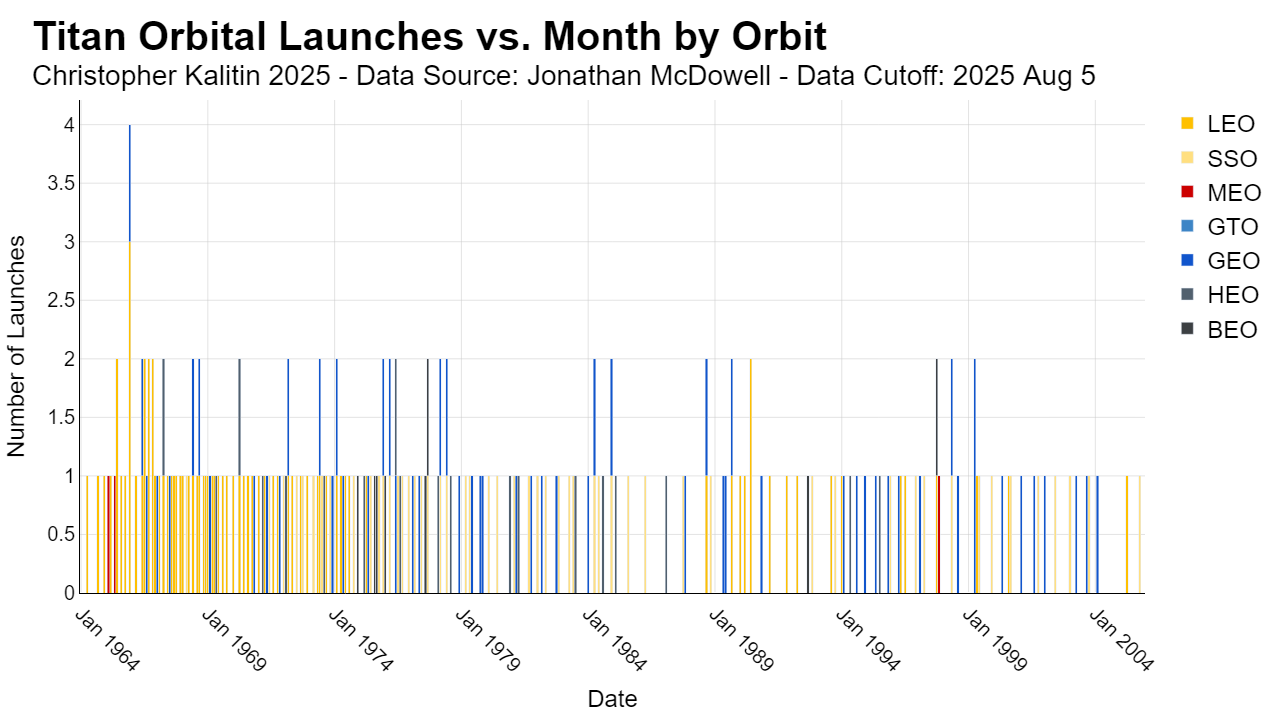 Titan Orbital Launches vs. Month by Orbit
Christopher Kalitin 2025 - Data Source: Jonathan McDowell - Data Cutoff: 2025 Aug 5
Number of Launches
4
3.5
3
2.5
2
1.5
1
0.5
0
Jan 1964
Jan 1969
Jan 1974
Jan 1979
Jan 1984
Jan 1989
Jan 1994
Jan 1999
Jan 2004
Date
LEO
SSO
MEO
GTO
GEO
HEO
BEO